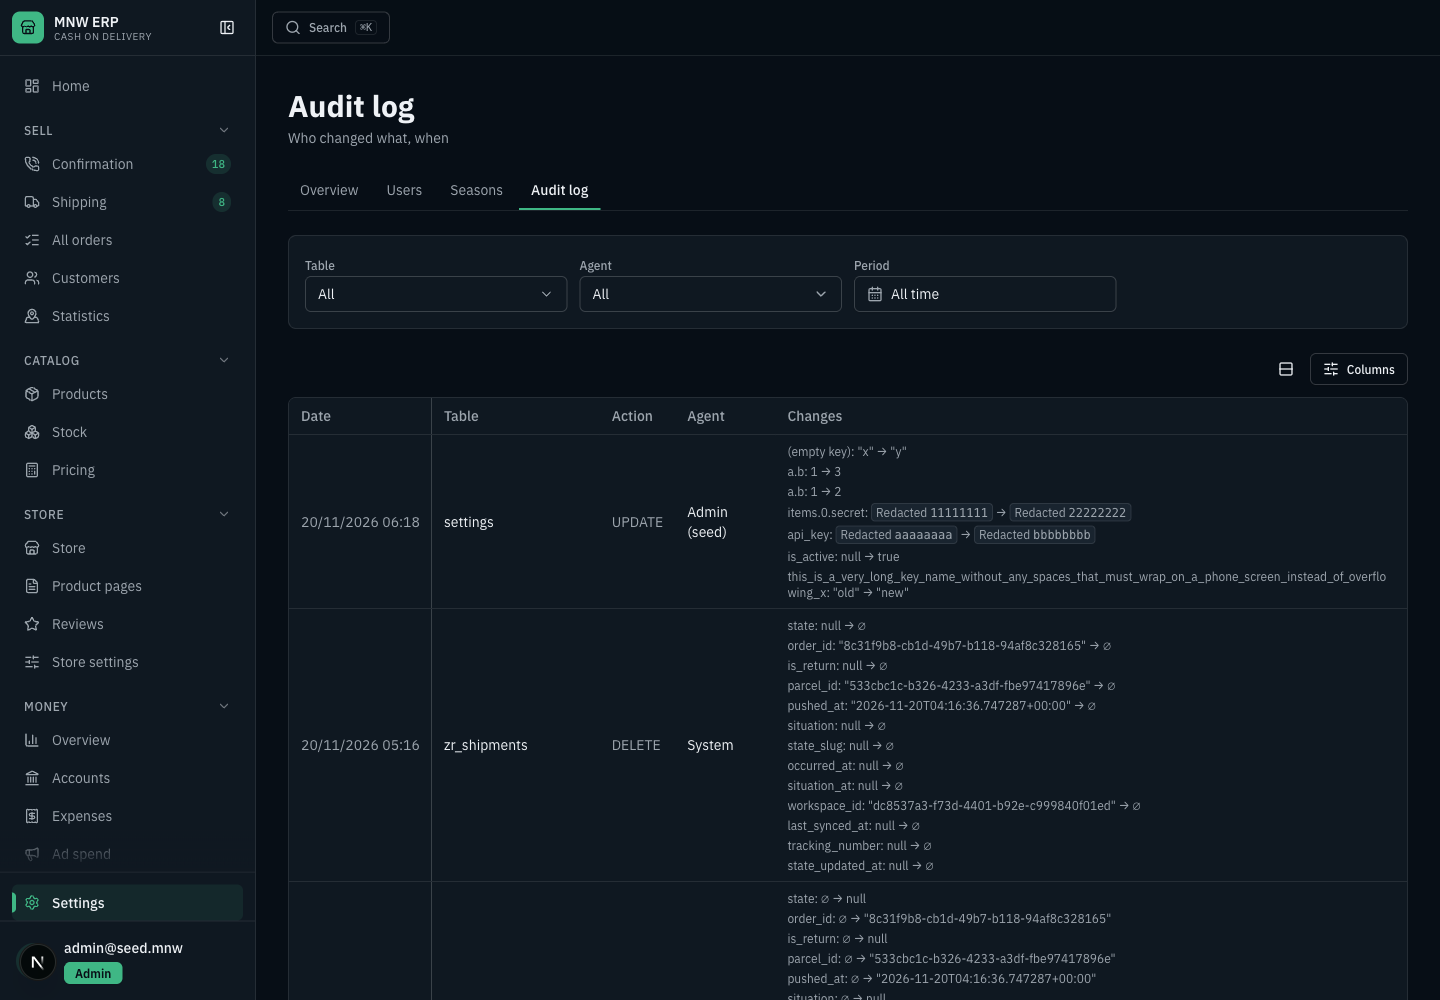 MNW ERP
CASH ON DELIVERY
Search ⌘K
Home
SELL
Confirmation 18
Shipping 8
All orders
Customers
Statistics
CATALOG
Products
Stock
Pricing
STORE
Store
Product pages
Reviews
Store settings
MONEY
Overview
Accounts
Expenses
Ad spend
Settings
N
admin@seed.mnw
Admin
Audit log
Who changed what, when
Overview Users Seasons Audit log
Table Agent Period
All All All time
Columns
Date Table Action Agent Changes
20/11/2026 06:18 settings UPDATE Admin (seed)
(empty key): "x" → "y"
a.b: 1 → 3
a.b: 1 → 2
items.0.secret: Redacted 11111111 → Redacted 22222222
api_key: Redacted aaaaaaaa → Redacted bbbbbbbb
is_active: null → true
this_is_a_very_long_key_name_without_any_spaces_that_must_wrap_on_a_phone_screen_instead_of_overflo
wing_x: "old" → "new"
20/11/2026 05:16 zr_shipments DELETE System
state: null → ∅
order_id: "8c31f9b8-cb1d-49b7-b118-94af8c328165" → ∅
is_return: null → ∅
parcel_id: "533cbc1c-b326-4233-a3df-fbe97417896e" → ∅
pushed_at: "2026-11-20T04:16:36.747287+00:00" → ∅
situation: null → ∅
state_slug: null → ∅
occurred_at: null → ∅
situation_at: null → ∅
workspace_id: "dc8537a3-f73d-4401-b92e-c999840f01ed" → ∅
last_synced_at: null → ∅
tracking_number: null → ∅
state_updated_at: null → ∅
state: ∅ → null
order_id: ∅ → "8c31f9b8-cb1d-49b7-b118-94af8c328165"
is_return: ∅ → null
parcel_id: ∅ → "533cbc1c-b326-4233-a3df-fbe97417896e"
pushed_at: ∅ → "2026-11-20T04:16:36.747287+00:00"
situation: ∅ → null